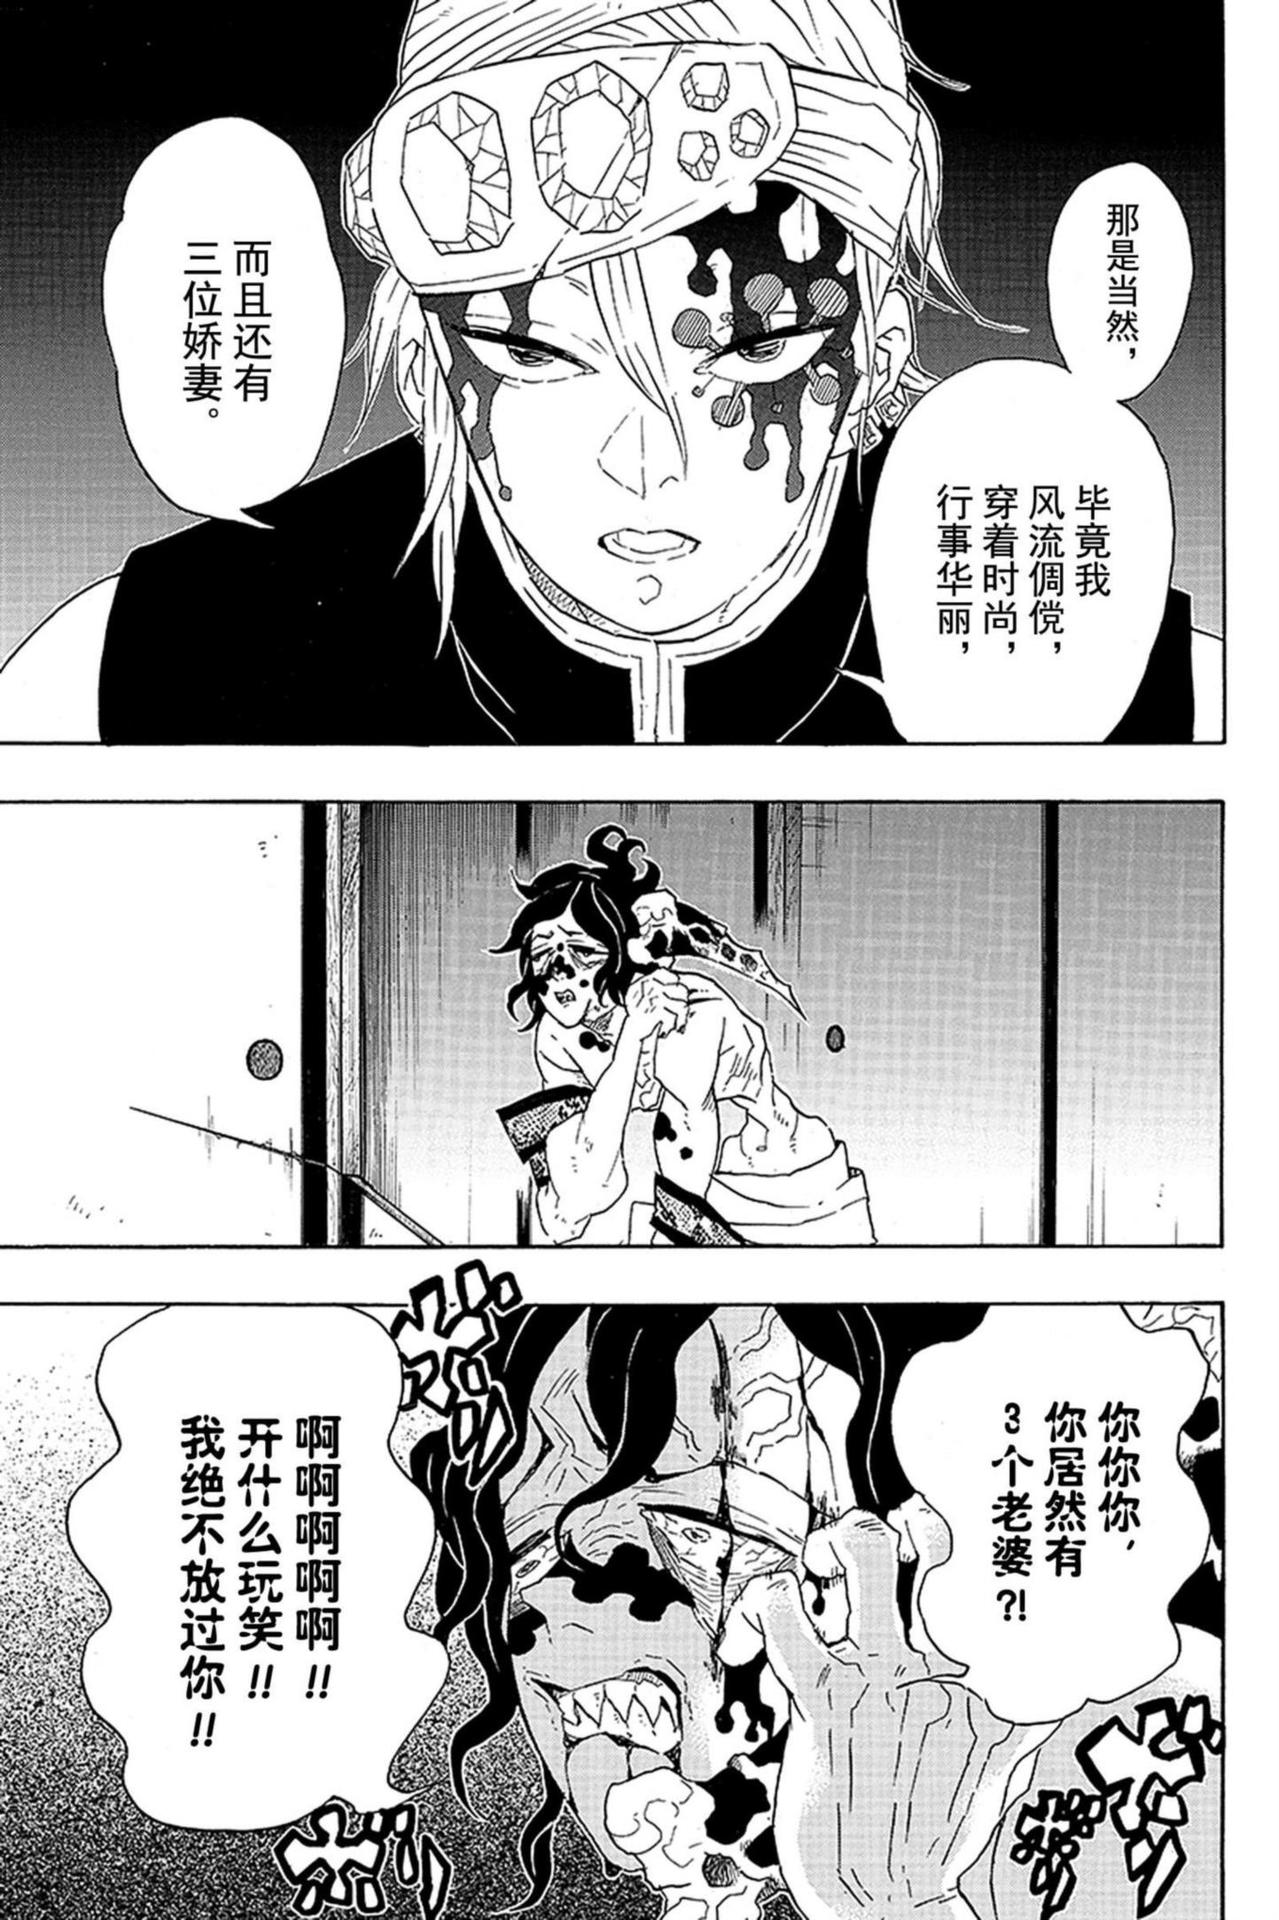 那是当然，
毕竟我
风流倜傥，
穿着时尚，
行事华丽，
而且还有
三位娇妻。
你你你，
你居然有
3个老婆?!
啊啊啊啊啊!!
开什么玩笑!!
我绝不放过你!!